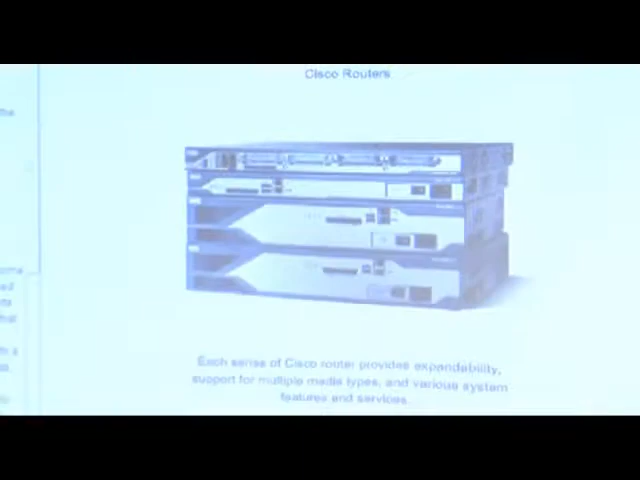 Cisco Routers
Each series of Cisco router provides expandability,
support for multiple media types, and various system
features and services.